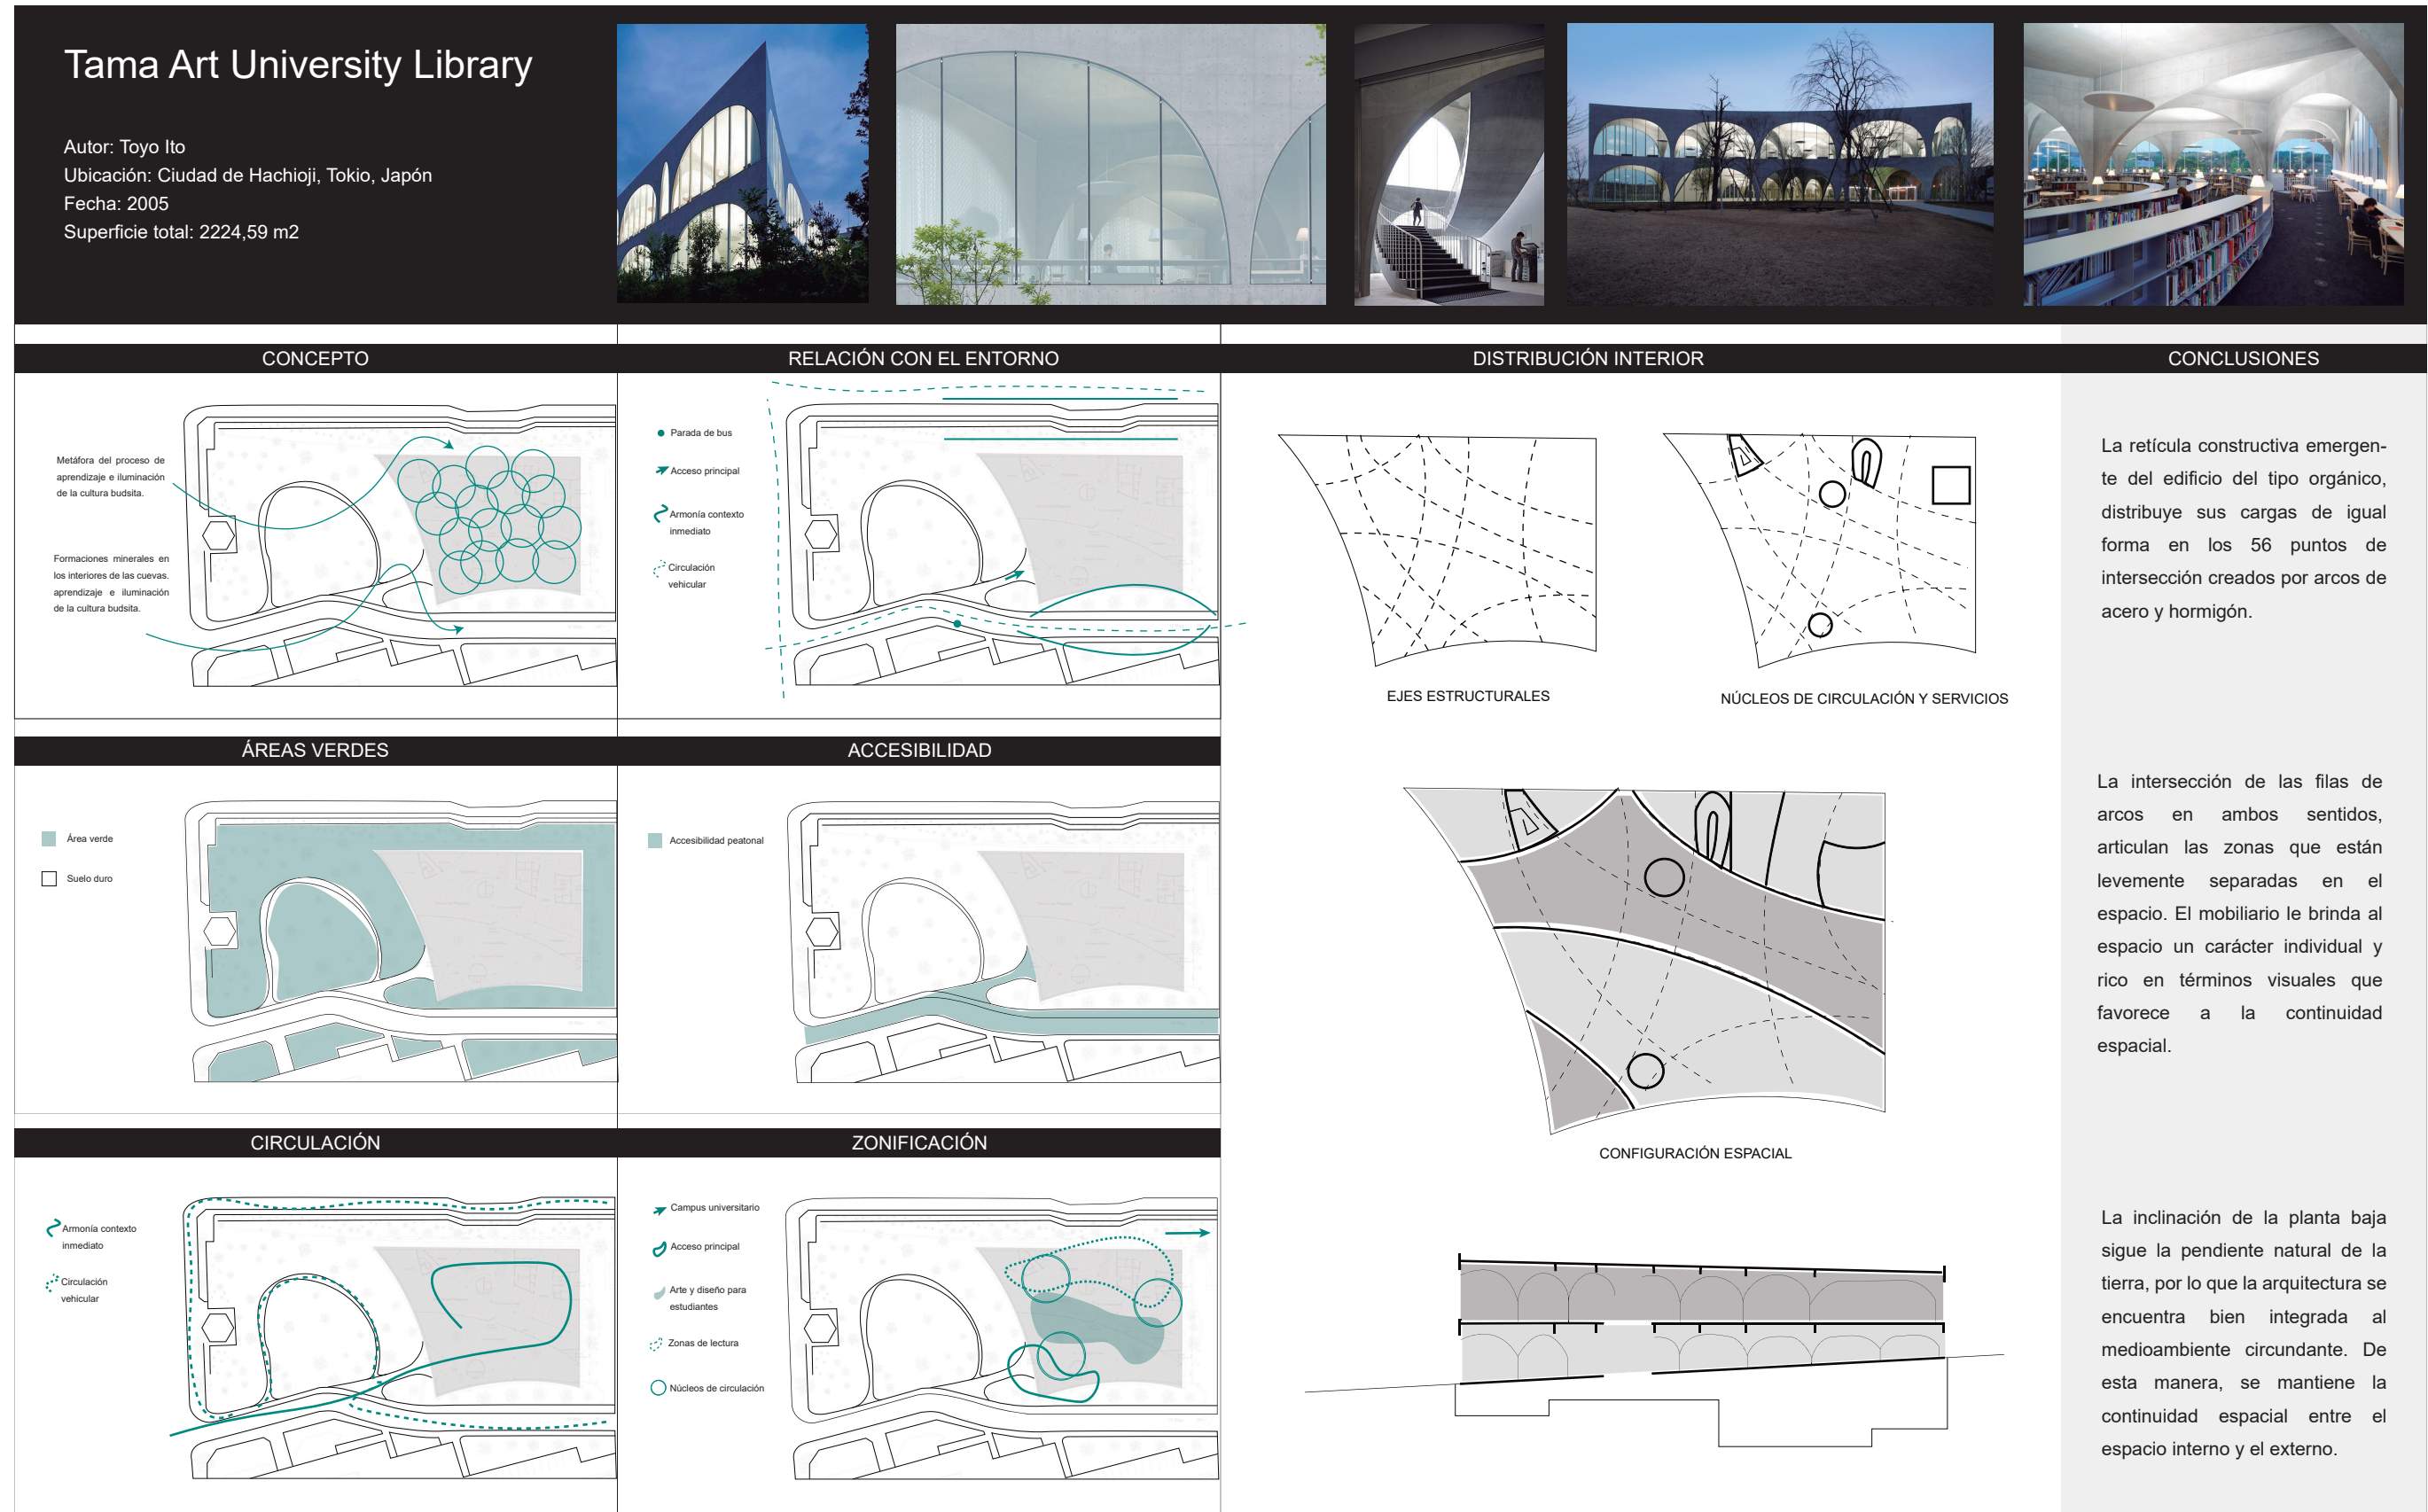 Tama Art University Library
Autor: Toyo Ito
Ubicación: Ciudad de Hachioji, Tokio, Japón
Fecha: 2005
Superficie total: 2224,59 m2
CONCEPTO
Metáfora del proceso de
aprendizaje e iluminación
de la cultura budsita.
Formaciones minerales en
los interiores de las cuevas.
aprendizaje e iluminación
de la cultura budsita.
RELACIÓN CON EL ENTORNO
Parada de bus
Acceso principal
Armonía contexto
inmediato
Circulación
vehicular
ÁREAS VERDES
Área verde
Suelo duro
ACCESIBILIDAD
Accesibilidad peatonal
CIRCULACIÓN
Armonía contexto
inmediato
Circulación
vehicular
ZONIFICACIÓN
Campus universitario
Acceso principal
Arte y diseño para
estudiantes
Zonas de lectura
Núcleos de circulación
DISTRIBUCIÓN INTERIOR
EJES ESTRUCTURALES
NÚCLEOS DE CIRCULACIÓN Y SERVICIOS
CONFIGURACIÓN ESPACIAL
CONCLUSIONES
La retícula constructiva emergen-
te del edificio del tipo orgánico,
distribuye sus cargas de igual
forma en los 56 puntos de
intersección creados por arcos de
acero y hormigón.
La intersección de las filas de
arcos en ambos sentidos,
articulan las zonas que están
levemente separadas en el
espacio. El mobiliario le brinda al
espacio un carácter individual y
rico en términos visuales que
favorece a la continuidad
espacial.
La inclinación de la planta baja
sigue la pendiente natural de la
tierra, por lo que la arquitectura se
encuentra bien integrada al
medioambiente circundante. De
esta manera, se mantiene la
continuidad espacial entre el
espacio interno y el externo.